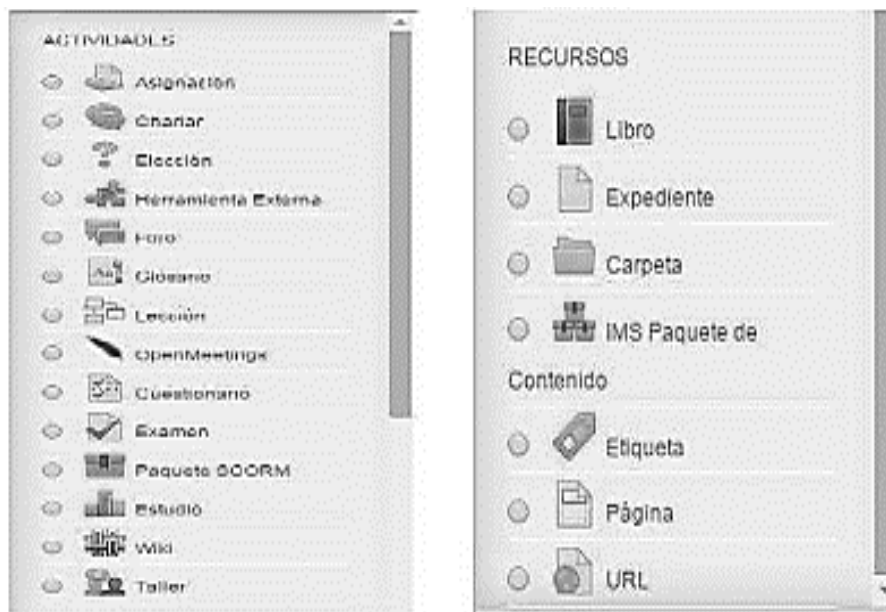 ACTIVIDADES
Asignación
Charlar
Elección
Herramienta Externa
Foro
Glosario
Lección
OpenMeetings
Cuestionario
Examen
Paquete SCORM
Estudio
Wiki
Taller
RECURSOS
Libro
Expediente
Carpeta
IMS Paquete de
Contenido
Etiqueta
Página
URL